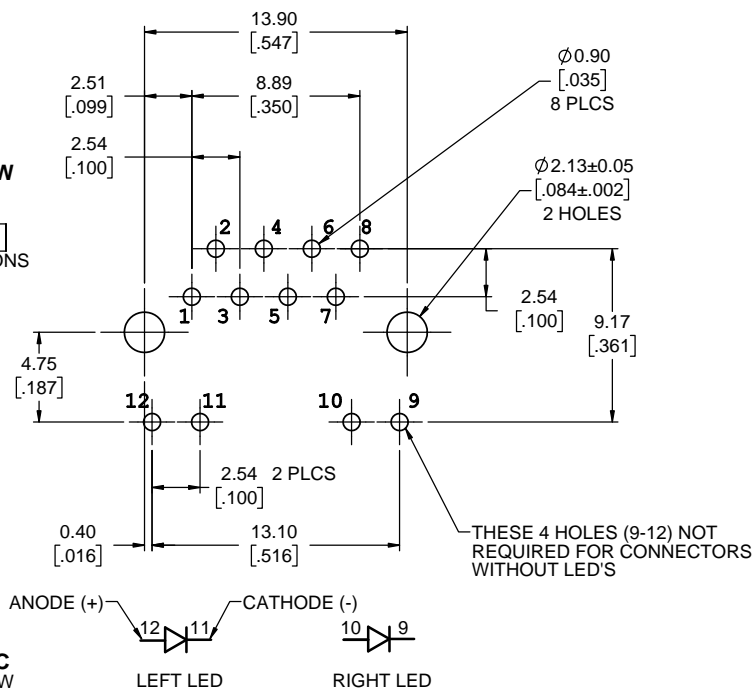 13.90
[.547]
2.51
[.099]
8.89
[.350]
2.54
[.100]
Ø0.90
[.035]
8 PLCS
W
Ø2.13±0.05
[.084±.002]
2 HOLES
]
ONS
2 4 6 8
1 3 5 7
2.54
[.100]
9.17
[.361]
4.75
[.187]
12 11 10 9
2.54 2 PLCS
[.100]
0.40
[.016]
13.10
[.516]
THESE 4 HOLES (9-12) NOT
REQUIRED FOR CONNECTORS
WITHOUT LED'S
ANODE (+)
CATHODE (-)
12 11
10 9
C
W
LEFT LED
RIGHT LED